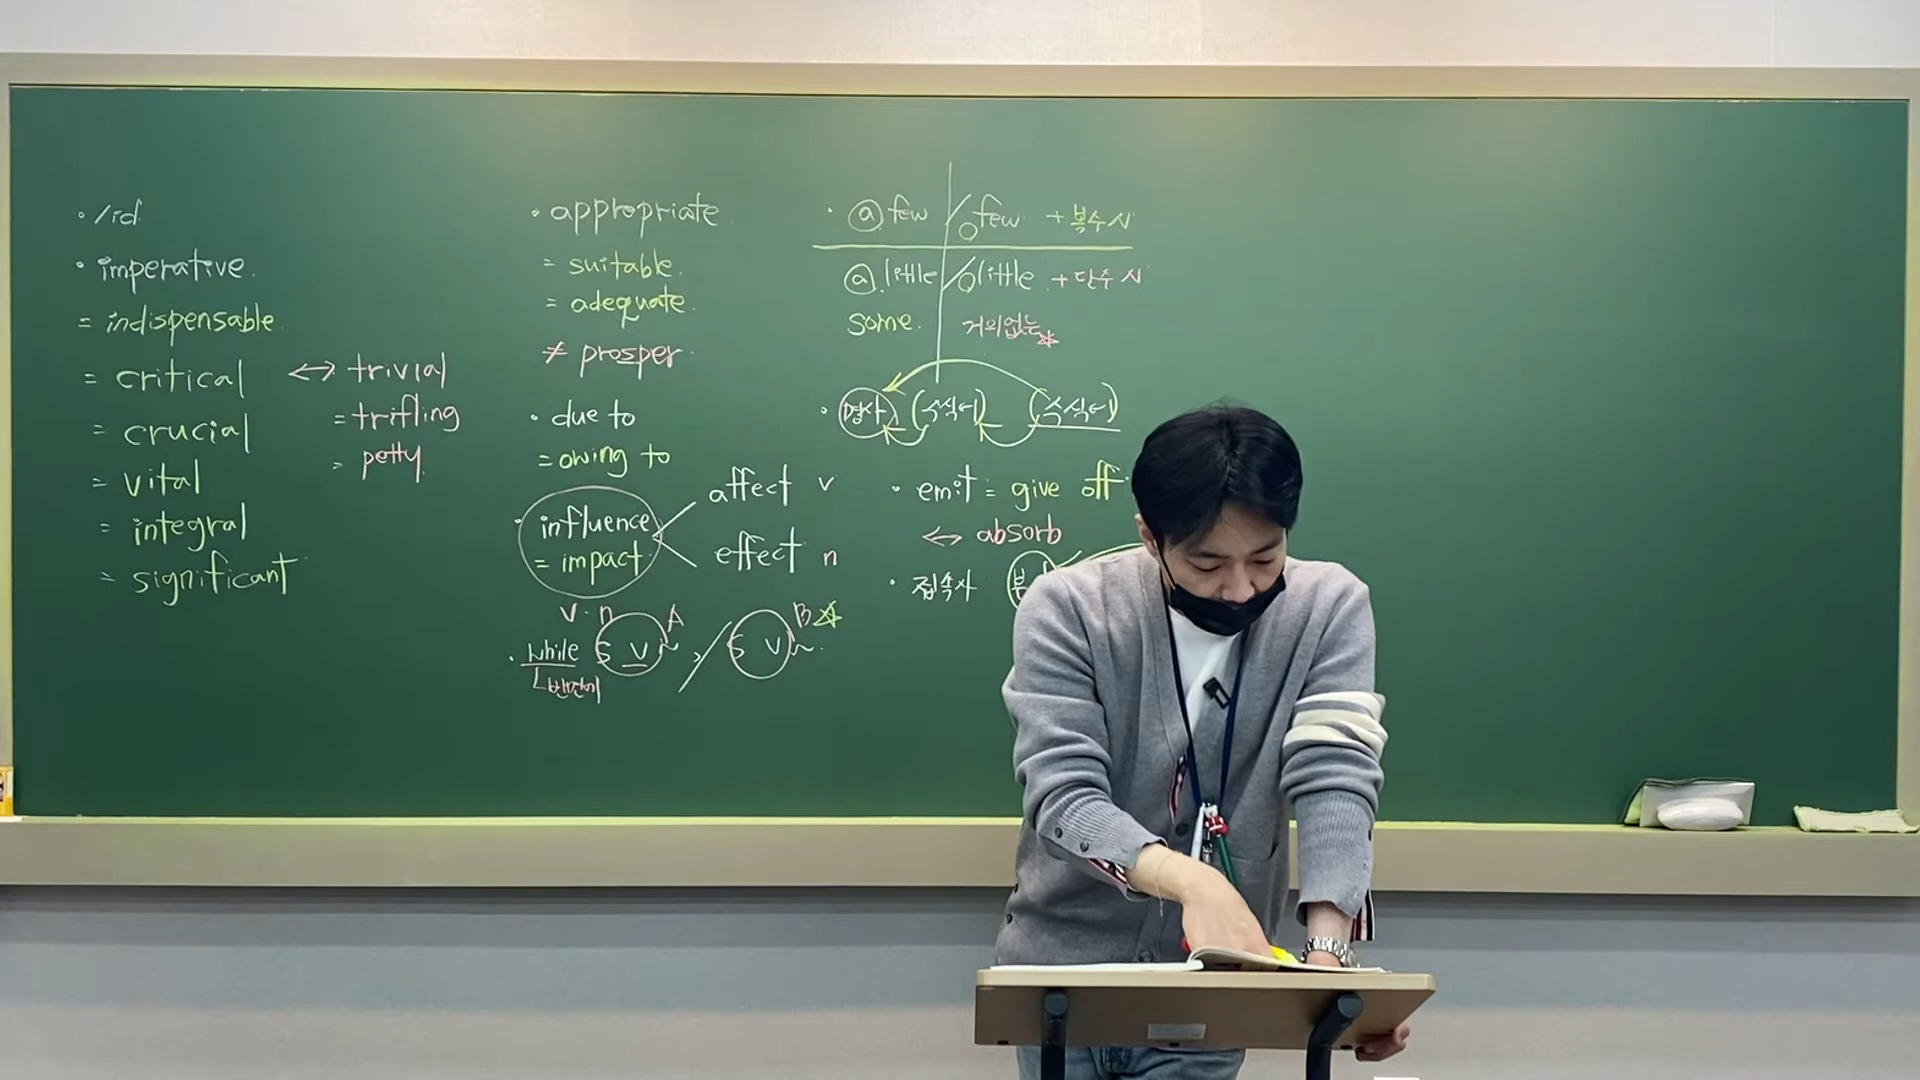 · /id
· imperative.
= indispensable
= critical ↔ trivial
= trifling
= petty.
= crucial
= vital
= integral
= significant
· appropriate.
= suitable.
= adequate.
≠ prosper.
· due to
= owing to
· influence
= impact
v · n
affect v
effect n
· while S V A , / S V B ☆
반면에
· ⓐ few / few + 복수 N
ⓐ little / little + 단수 N
some. 거의없는 ☆
· 명사 (수식어) (수식어)
· emit = give off
↔ absorb
· 접속사